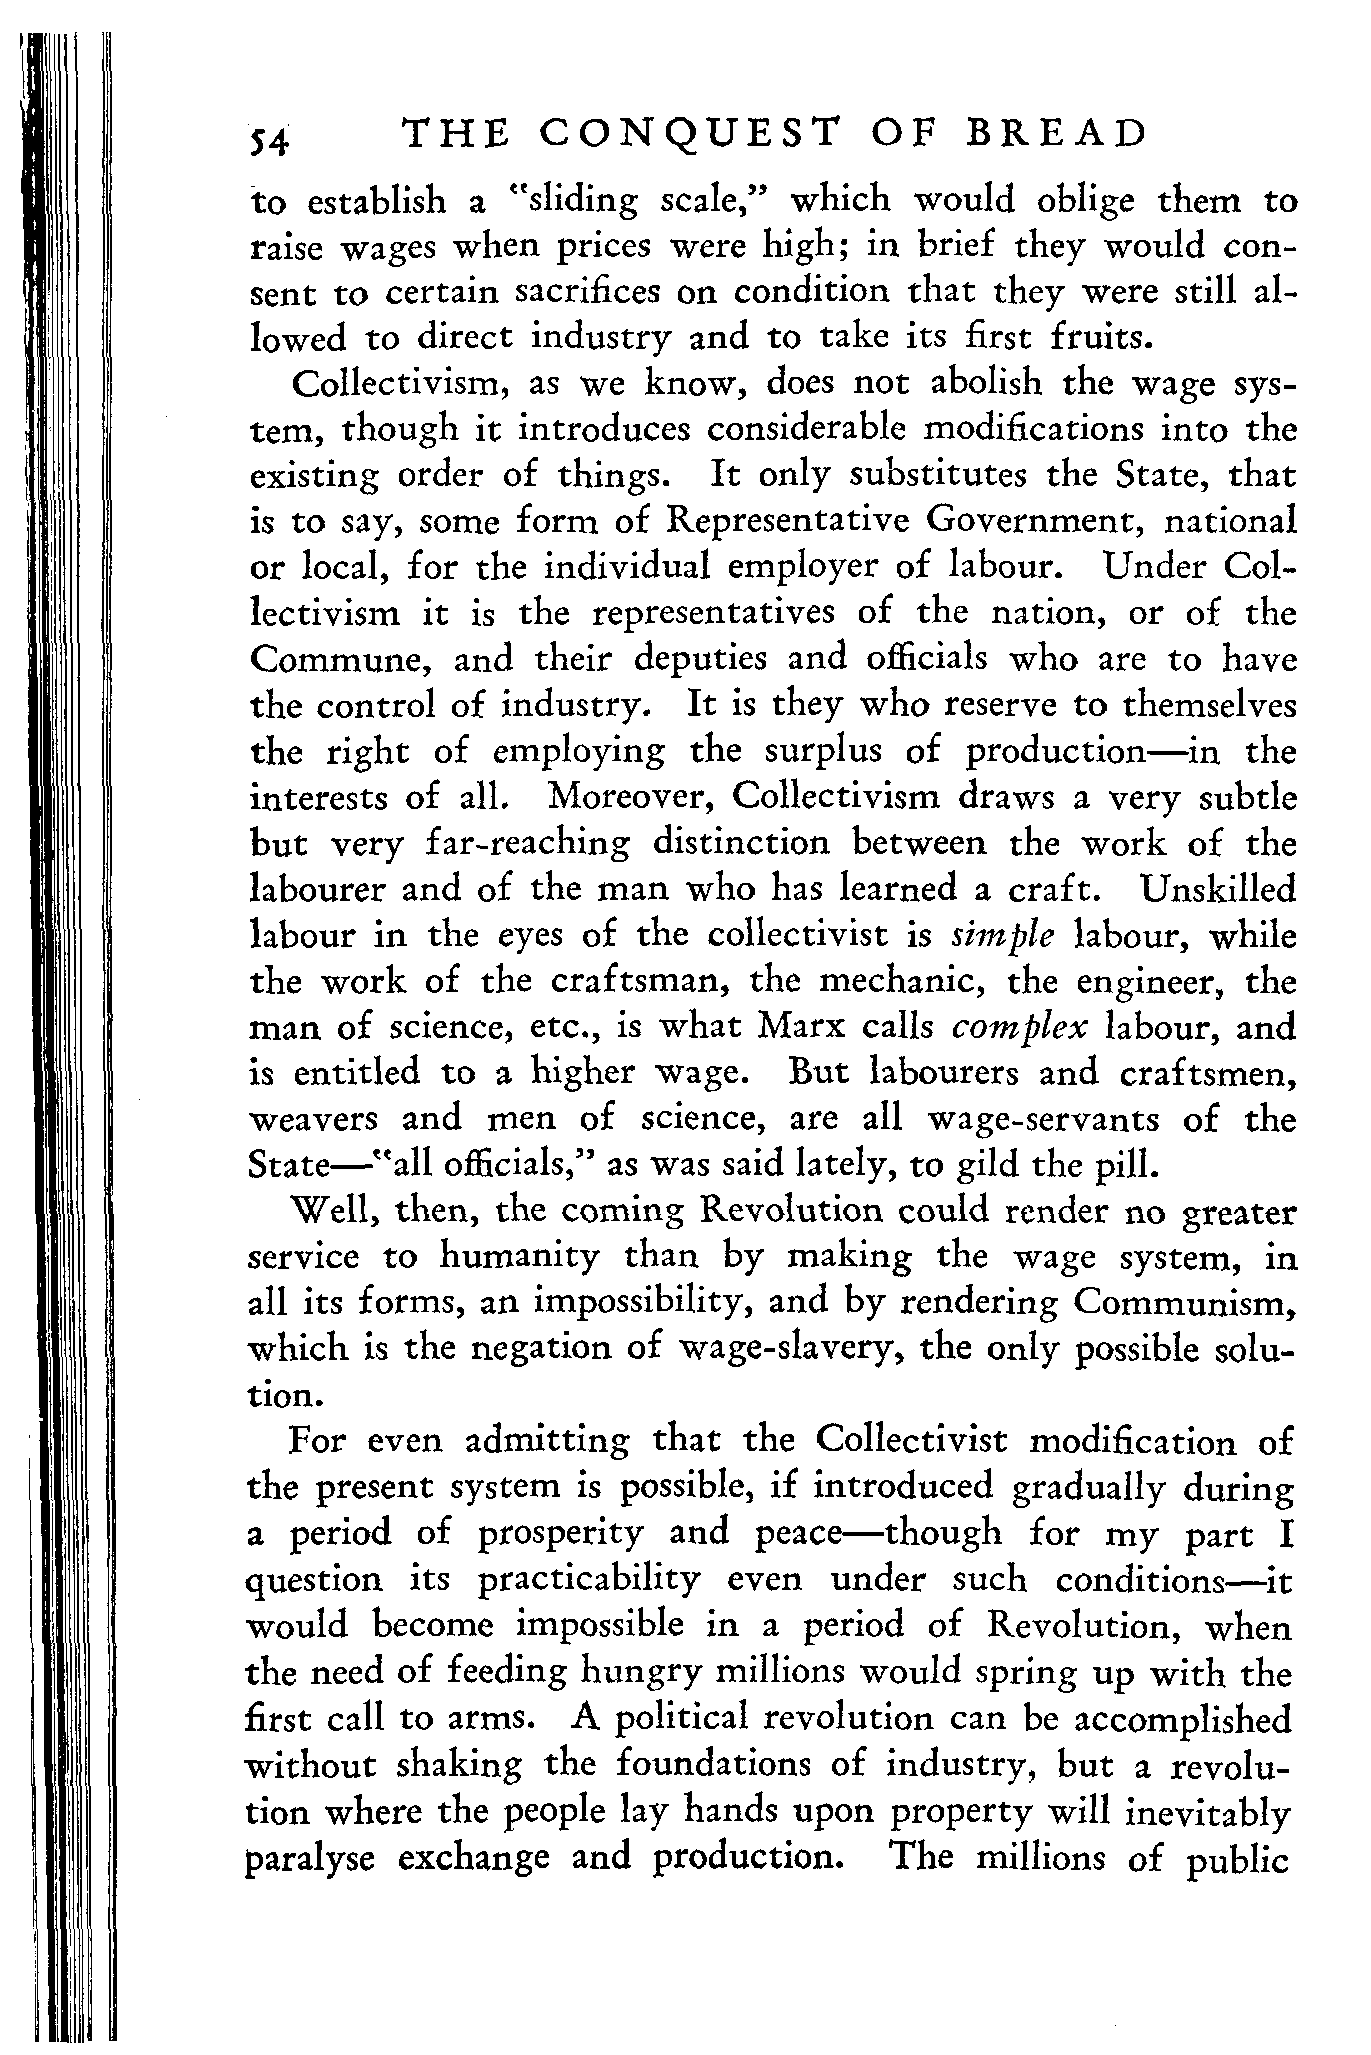 54 THE CONQUEST OF BREAD
to establish a "sliding scale," which would oblige them to
raise wages when prices were high; in brief they would con-
sent to certain sacrifices on condition that they were still al-
lowed to direct industry and to take its first fruits.
Collectivism, as we know, does not abolish the wage sys-
tem, though it introduces considerable modifications into the
existing order of things. It only substitutes the State, that
is to say, some form of Representative Government, national
or local, for the individual employer of labour. Under Col-
lectivism it is the representatives of the nation, or of the
Commune, and their deputies and officials who are to have
the control of industry. It is they who reserve to themselves
the right of employing the surplus of production—in the
interests of all. Moreover, Collectivism draws a very subtle
but very far-reaching distinction between the work of the
labourer and of the man who has learned a craft. Unskilled
labour in the eyes of the collectivist is simple labour, while
the work of the craftsman, the mechanic, the engineer, the
man of science, etc., is what Marx calls complex labour, and
is entitled to a higher wage. But labourers and craftsmen,
weavers and men of science, are all wage-servants of the
State—"all officials," as was said lately, to gild the pill.
Well, then, the coming Revolution could render no greater
service to humanity than by making the wage system, in
all its forms, an impossibility, and by rendering Communism,
which is the negation of wage-slavery, the only possible solu-
tion.
For even admitting that the Collectivist modification of
the present system is possible, if introduced gradually during
a period of prosperity and peace—though for my part I
question its practicability even under such conditions—it
would become impossible in a period of Revolution, when
the need of feeding hungry millions would spring up with the
first call to arms. A political revolution can be accomplished
without shaking the foundations of industry, but a revolu-
tion where the people lay hands upon property will inevitably
paralyse exchange and production. The millions of public